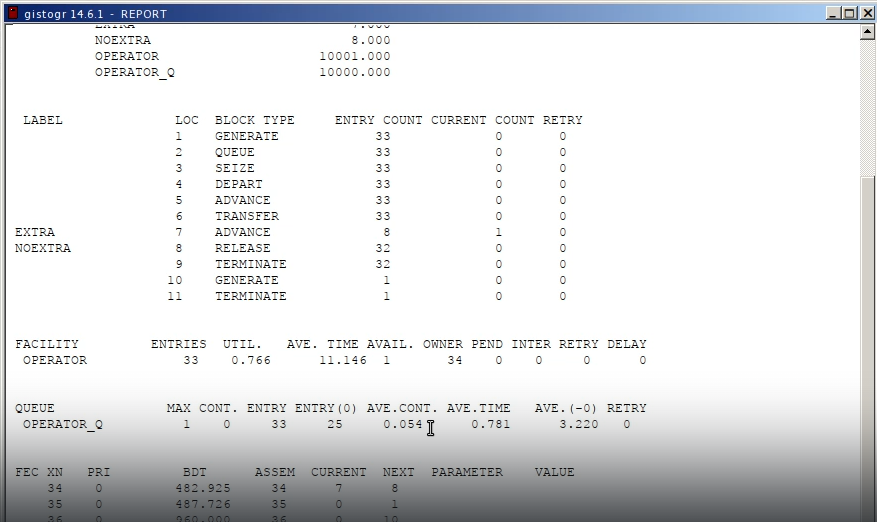 gistogr 14.6.1 - REPORT
EXTRA 7.000
NOEXTRA 8.000
OPERATOR 10001.000
OPERATOR_Q 10000.000
LABEL LOC BLOCK TYPE ENTRY COUNT CURRENT COUNT RETRY
1 GENERATE 33 0 0
2 QUEUE 33 0 0
3 SEIZE 33 0 0
4 DEPART 33 0 0
5 ADVANCE 33 0 0
6 TRANSFER 33 0 0
EXTRA 7 ADVANCE 8 1 0
NOEXTRA 8 RELEASE 32 0 0
9 TERMINATE 32 0 0
10 GENERATE 1 0 0
11 TERMINATE 1 0 0
FACILITY ENTRIES UTIL. AVE. TIME AVAIL. OWNER PEND INTER RETRY DELAY
OPERATOR 33 0.766 11.146 1 34 0 0 0 0
QUEUE MAX CONT. ENTRY ENTRY(0) AVE.CONT. AVE.TIME AVE.(-0) RETRY
OPERATOR_Q 1 0 33 25 0.054 0.781 3.220 0
FEC XN PRI BDT ASSEM CURRENT NEXT PARAMETER VALUE
34 0 482.925 34 7 8
35 0 487.726 35 0 1
36 0 960.000 36 0 10